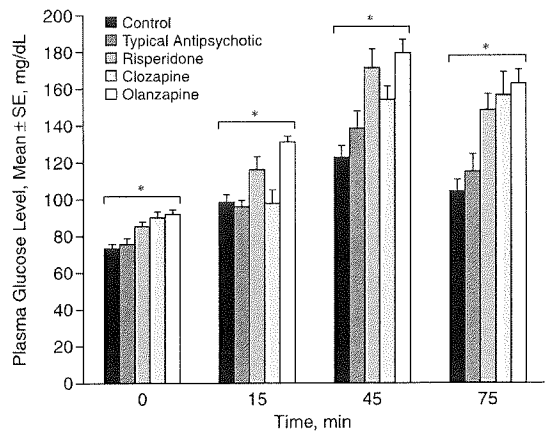 Plasma Glucose Level, Mean ± SE, mg/dL
200
180
160
140
120
100
80
60
40
20
0
Control
Typical Antipsychotic
Risperidone
Clozapine
Olanzapine
*
*
*
*
0 15 45 75
Time, min